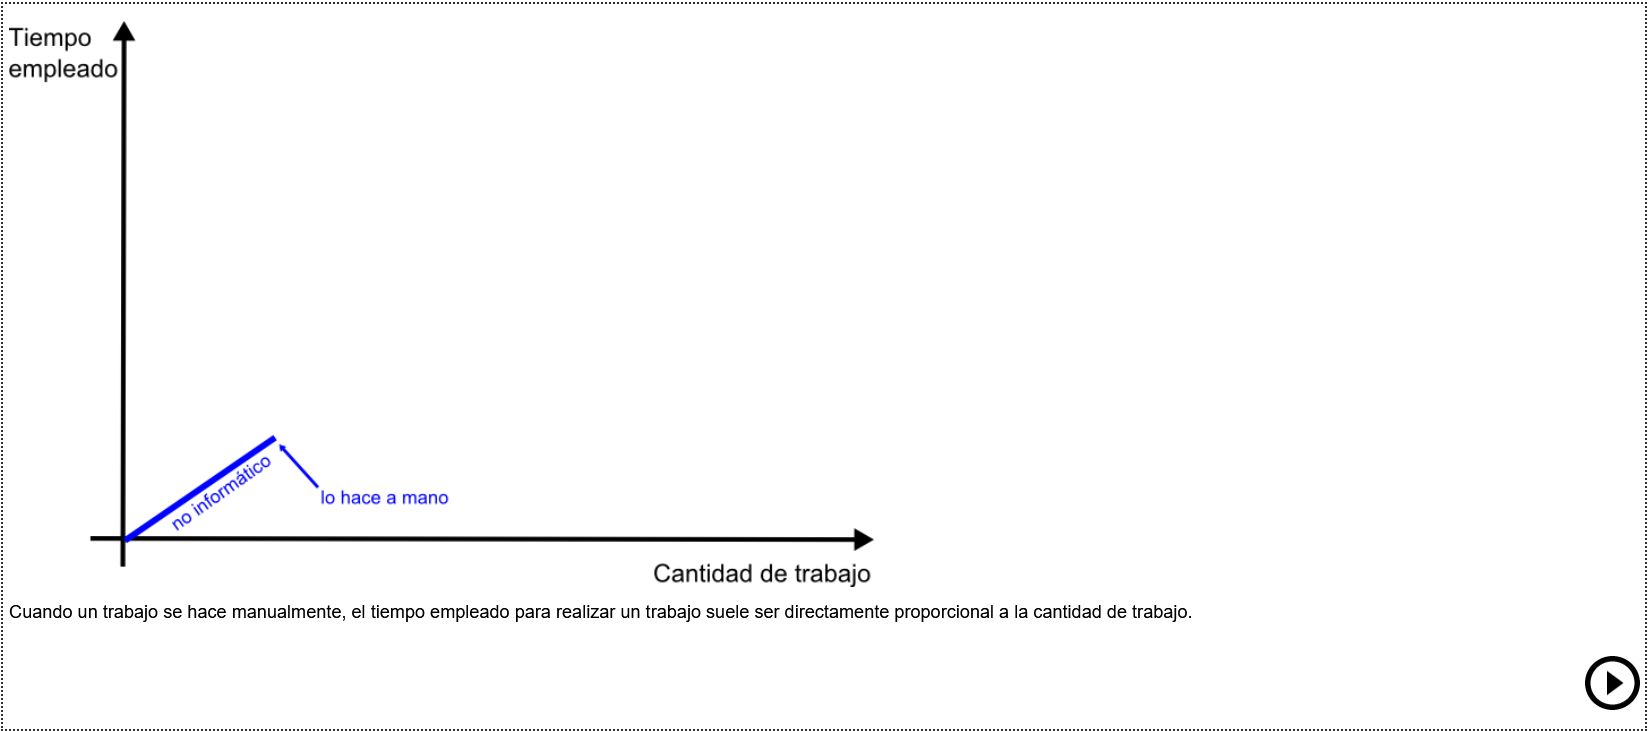 Tiempo
empleado
no informático
lo hace a mano
Cantidad de trabajo
Cuando un trabajo se hace manualmente, el tiempo empleado para realizar un trabajo suele ser directamente proporcional a la cantidad de trabajo.